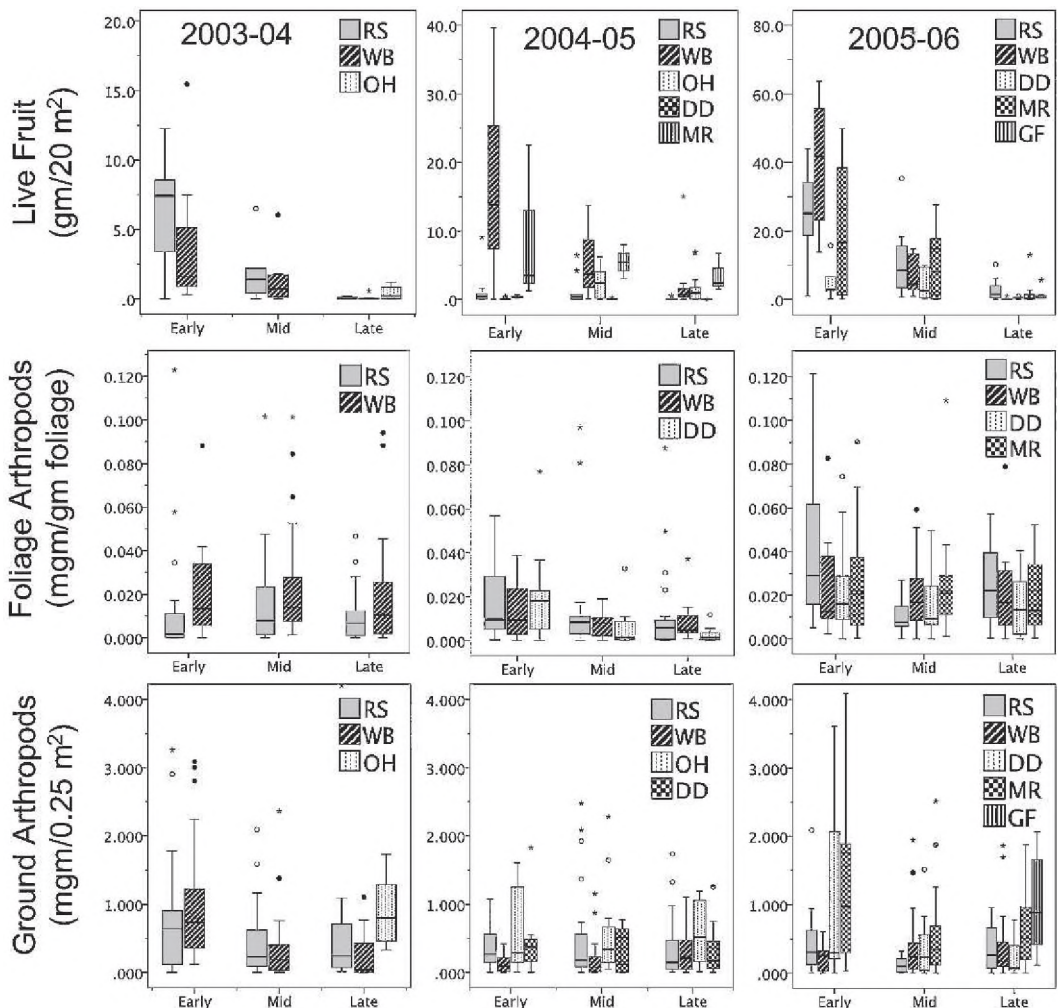 Live Fruit
(gm/20 m²)
20.0
15.0
10.0
5.0
.0
2003-04
RS
WB
OH
Early Mid Late
40.0
30.0
20.0
10.0
.0
2004-05
RS
WB
OH
DD
MR
Early Mid Late
80.0
60.0
40.0
20.0
.0
2005-06
RS
WB
DD
MR
GF
Early Mid Late
Foliage Arthropods
(mgm/gm foliage)
0.120
0.100
0.080
0.060
0.040
0.020
0.000
RS
WB
Early Mid Late
0.120
0.100
0.080
0.060
0.040
0.020
0.000
RS
WB
DD
Early Mid Late
0.120
0.100
0.080
0.060
0.040
0.020
0.000
RS
WB
DD
MR
Early Mid Late
Ground Arthropods
(mgm/0.25 m²)
4.000
3.000
2.000
1.000
.000
RS
WB
OH
Early Mid Late
4.000
3.000
2.000
1.000
.000
RS
WB
OH
DD
Early Mid Late
4.000
3.000
2.000
1.000
.000
RS
WB
DD
MR
GF
Early Mid Late